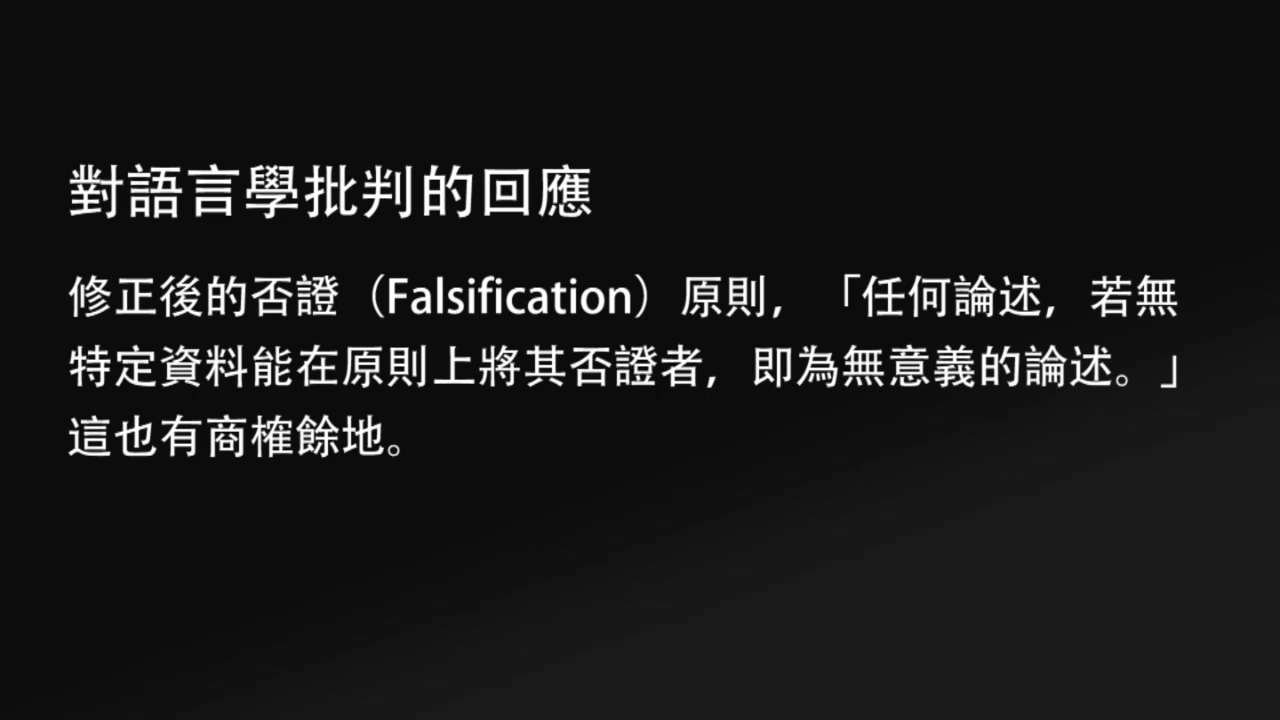 對語言學批判的回應
修正後的否證（Falsification）原則，「任何論述，若無
特定資料能在原則上將其否證者，即為無意義的論述。」
這也有商榷餘地。